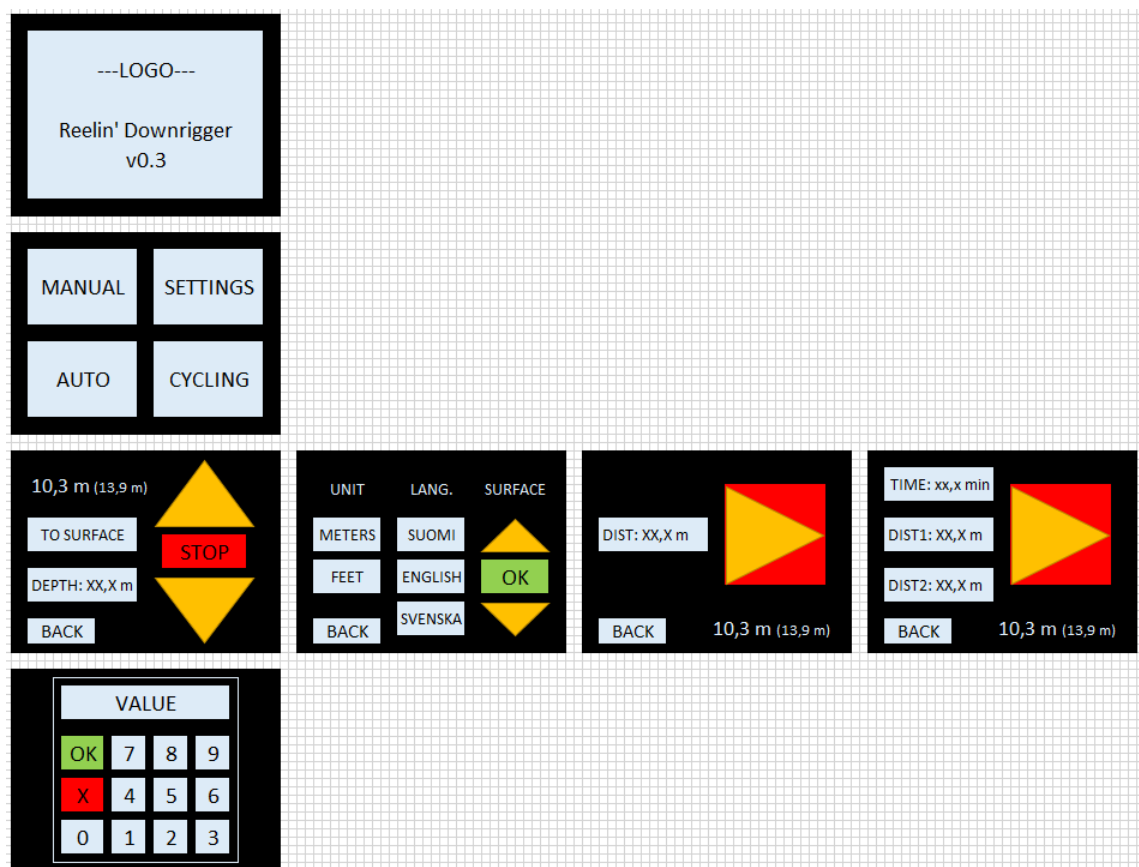 ---LOGO---
Reelin' Downrigger
v0.3
MANUAL
SETTINGS
AUTO
CYCLING
10,3 m (13,9 m)
TO SURFACE
STOP
DEPTH: XX,X m
BACK
UNIT
LANG.
SURFACE
METERS
SUOMI
FEET
ENGLISH
OK
SVENSKA
BACK
DIST: XX,X m
BACK
10,3 m (13,9 m)
TIME: xx,x min
DIST1: XX,X m
DIST2: XX,X m
BACK
10,3 m (13,9 m)
VALUE
OK 7 8 9
X 4 5 6
0 1 2 3